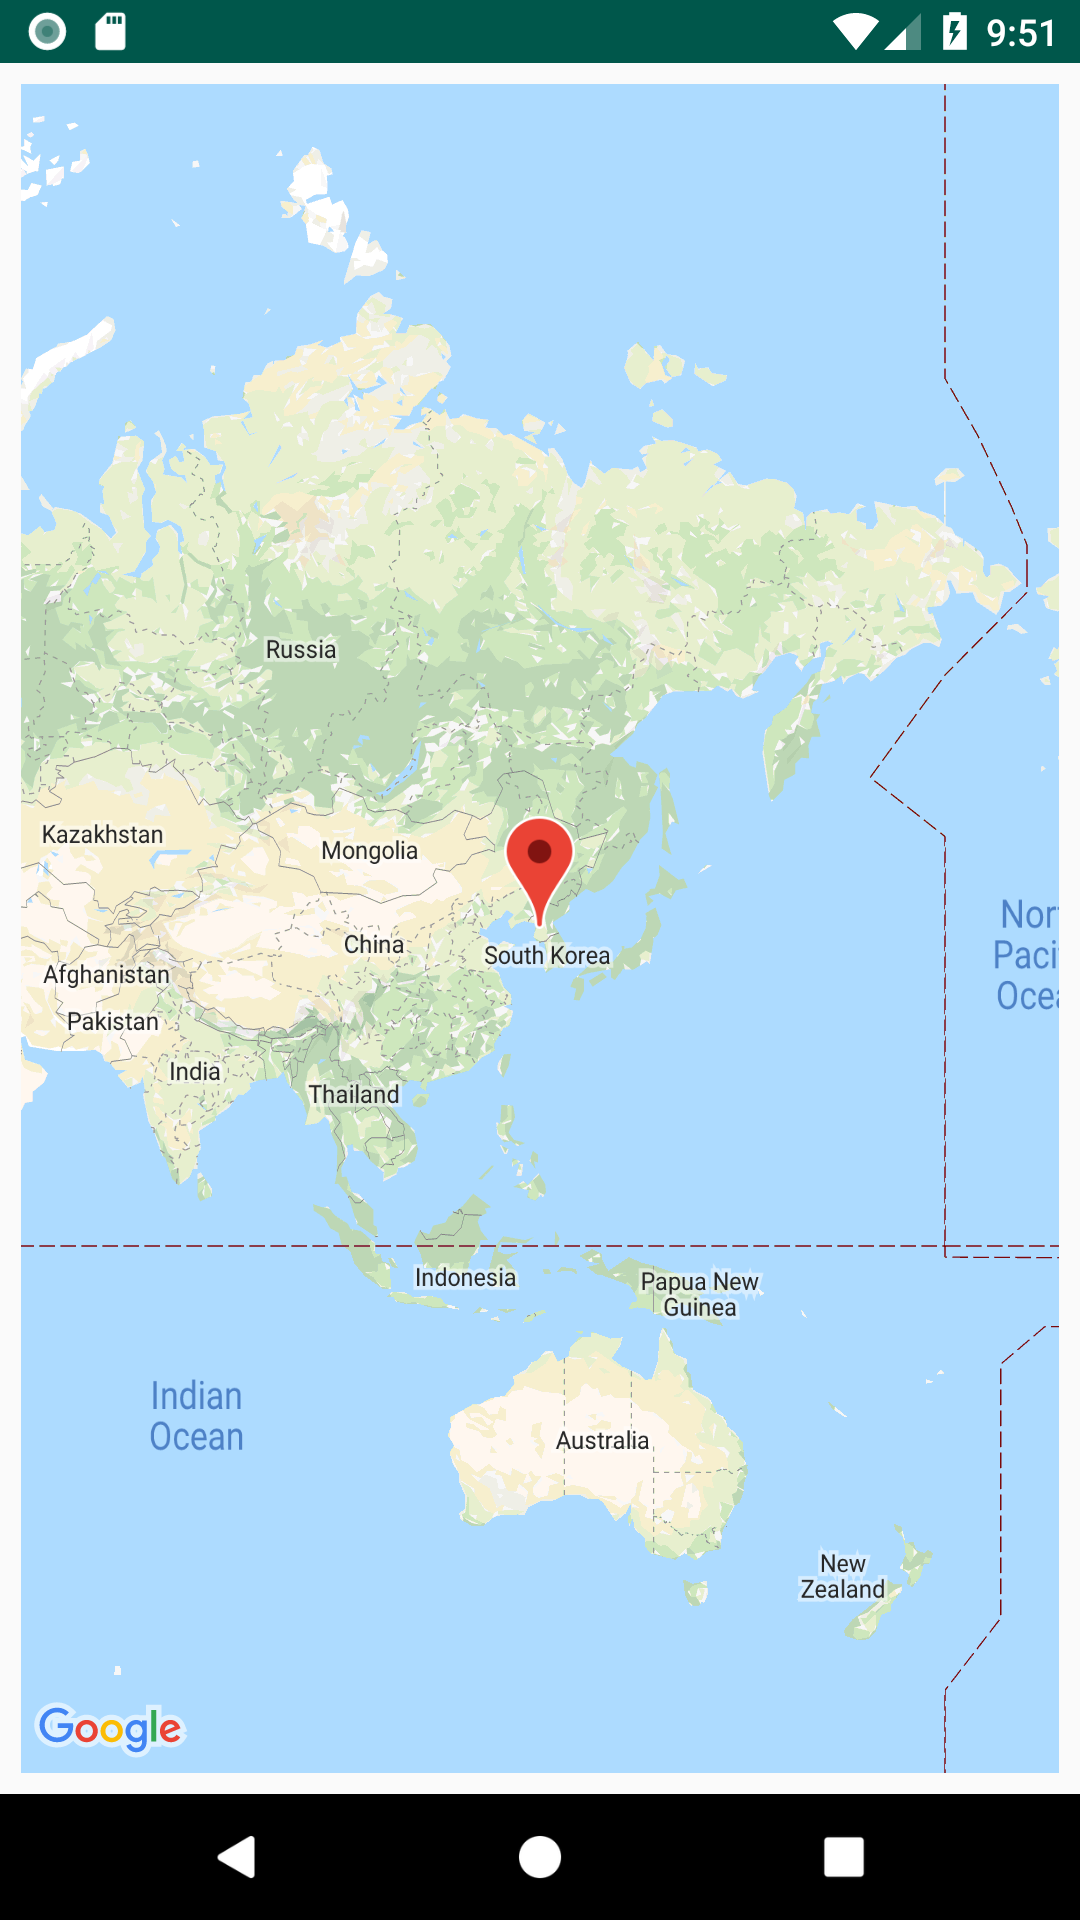 9:51
Russia
Kazakhstan
Mongolia
Nor
Paci
Ocea
China
South Korea
Afghanistan
Pakistan
India
Thailand
Indonesia
Papua New
Guinea
Indian
Ocean
Australia
New
Zealand
Google